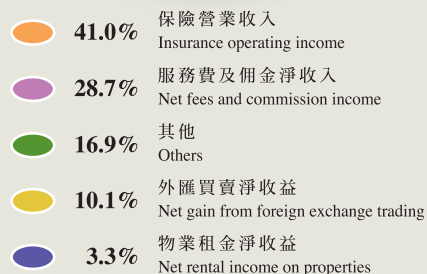 41.0% 保險營業收入
Insurance operating income
28.7% 服務費及佣金淨收入
Net fees and commission income
16.9% 其他
Others
10.1% 外匯買賣淨收益
Net gain from foreign exchange trading
3.3% 物業租金淨收益
Net rental income on properties